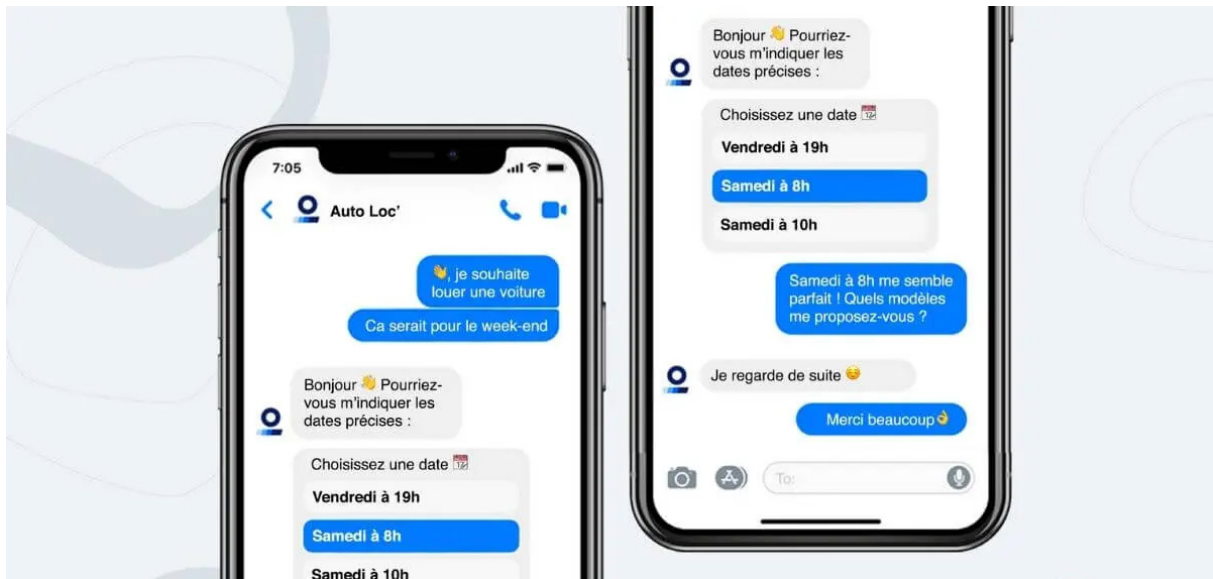 7:05
Auto Loc’
👋, je souhaite
louer une voiture
Ca serait pour le week-end
Bonjour 👋 Pourriez-
vous m’indiquer les
dates précises :
Choisissez une date 📅
Vendredi à 19h
Samedi à 8h
Samedi à 10h
Bonjour 👋 Pourriez-
vous m’indiquer les
dates précises :
Choisissez une date 📅
Vendredi à 19h
Samedi à 8h
Samedi à 10h
Samedi à 8h me semble
parfait ! Quels modèles
me proposez-vous ?
Je regarde de suite ☺️
Merci beaucoup👌
To: